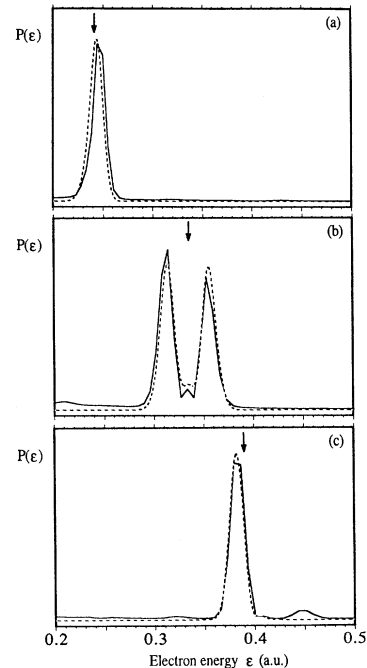 (a)
P(ε)
(b)
P(ε)
(c)
P(ε)
0.2 0.3 0.4 0.5
Electron energy ε (a.u.)